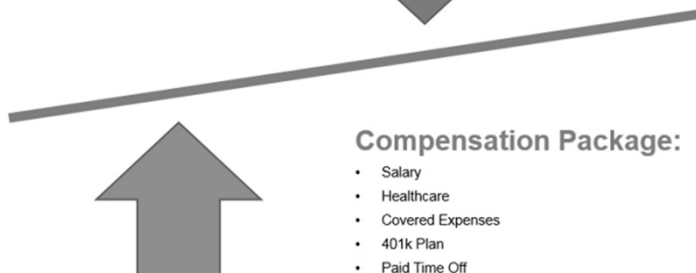 Compensation Package:
• Salary
• Healthcare
• Covered Expenses
• 401k Plan
• Paid Time Off